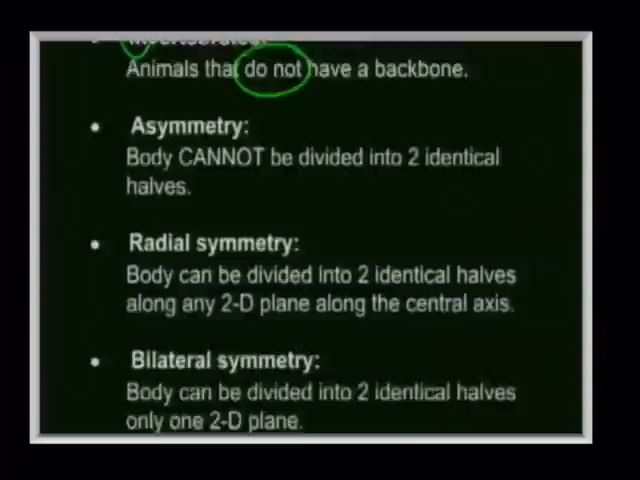 Animals that do not have a backbone.
• Asymmetry:
Body CANNOT be divided into 2 identical
halves.
• Radial symmetry:
Body can be divided into 2 identical halves
along any 2-D plane along the central axis.
• Bilateral symmetry:
Body can be divided into 2 identical halves
only one 2-D plane.